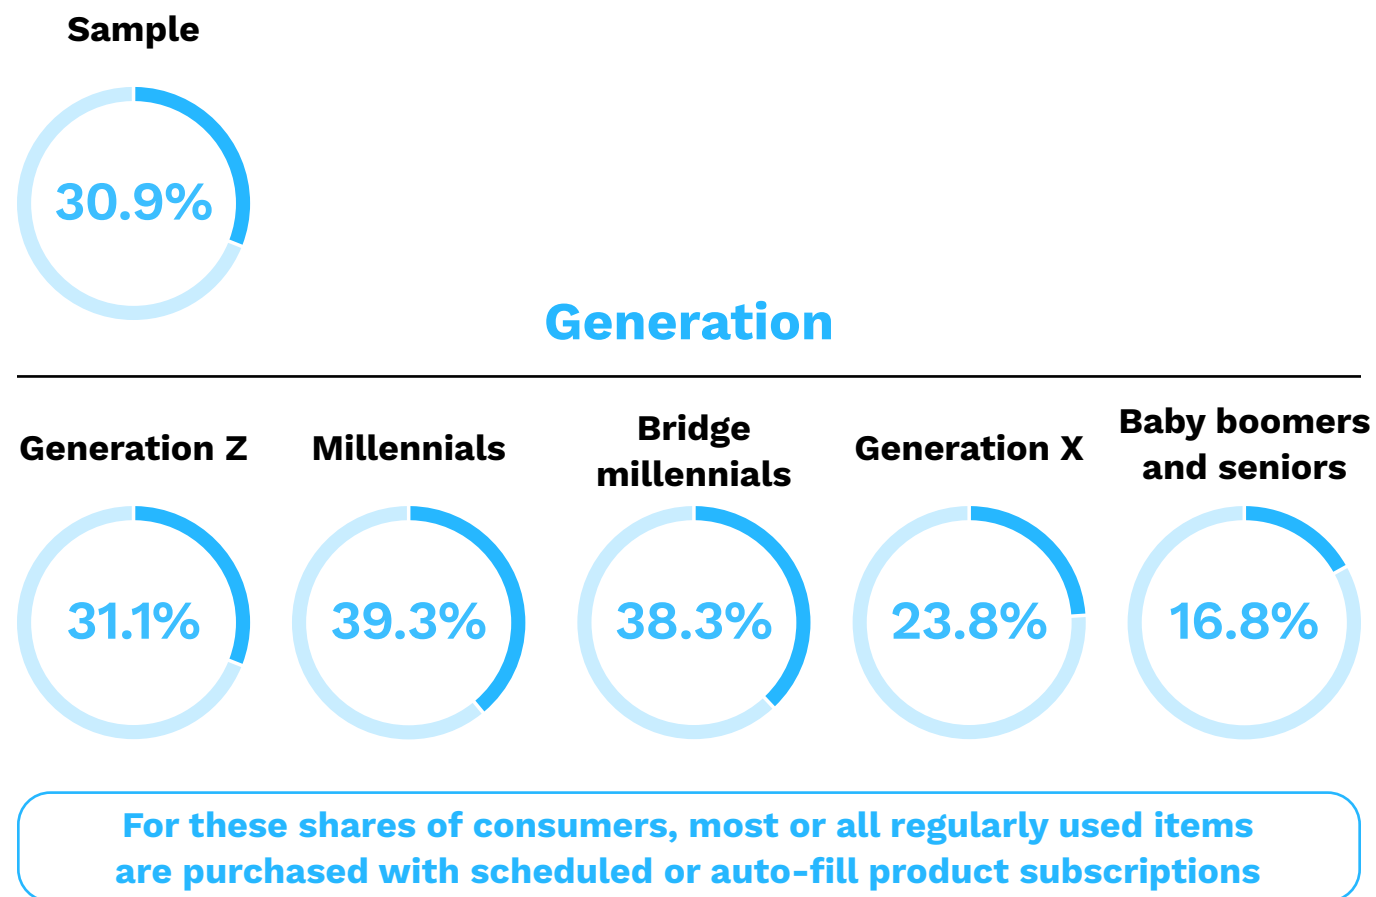 Sample
30.9%
Generation
Generation Z
Millennials
Bridge
millennials
Generation X
Baby boomers
and seniors
31.1%
39.3%
38.3%
23.8%
16.8%
For these shares of consumers, most or all regularly used items
are purchased with scheduled or auto-fill product subscriptions